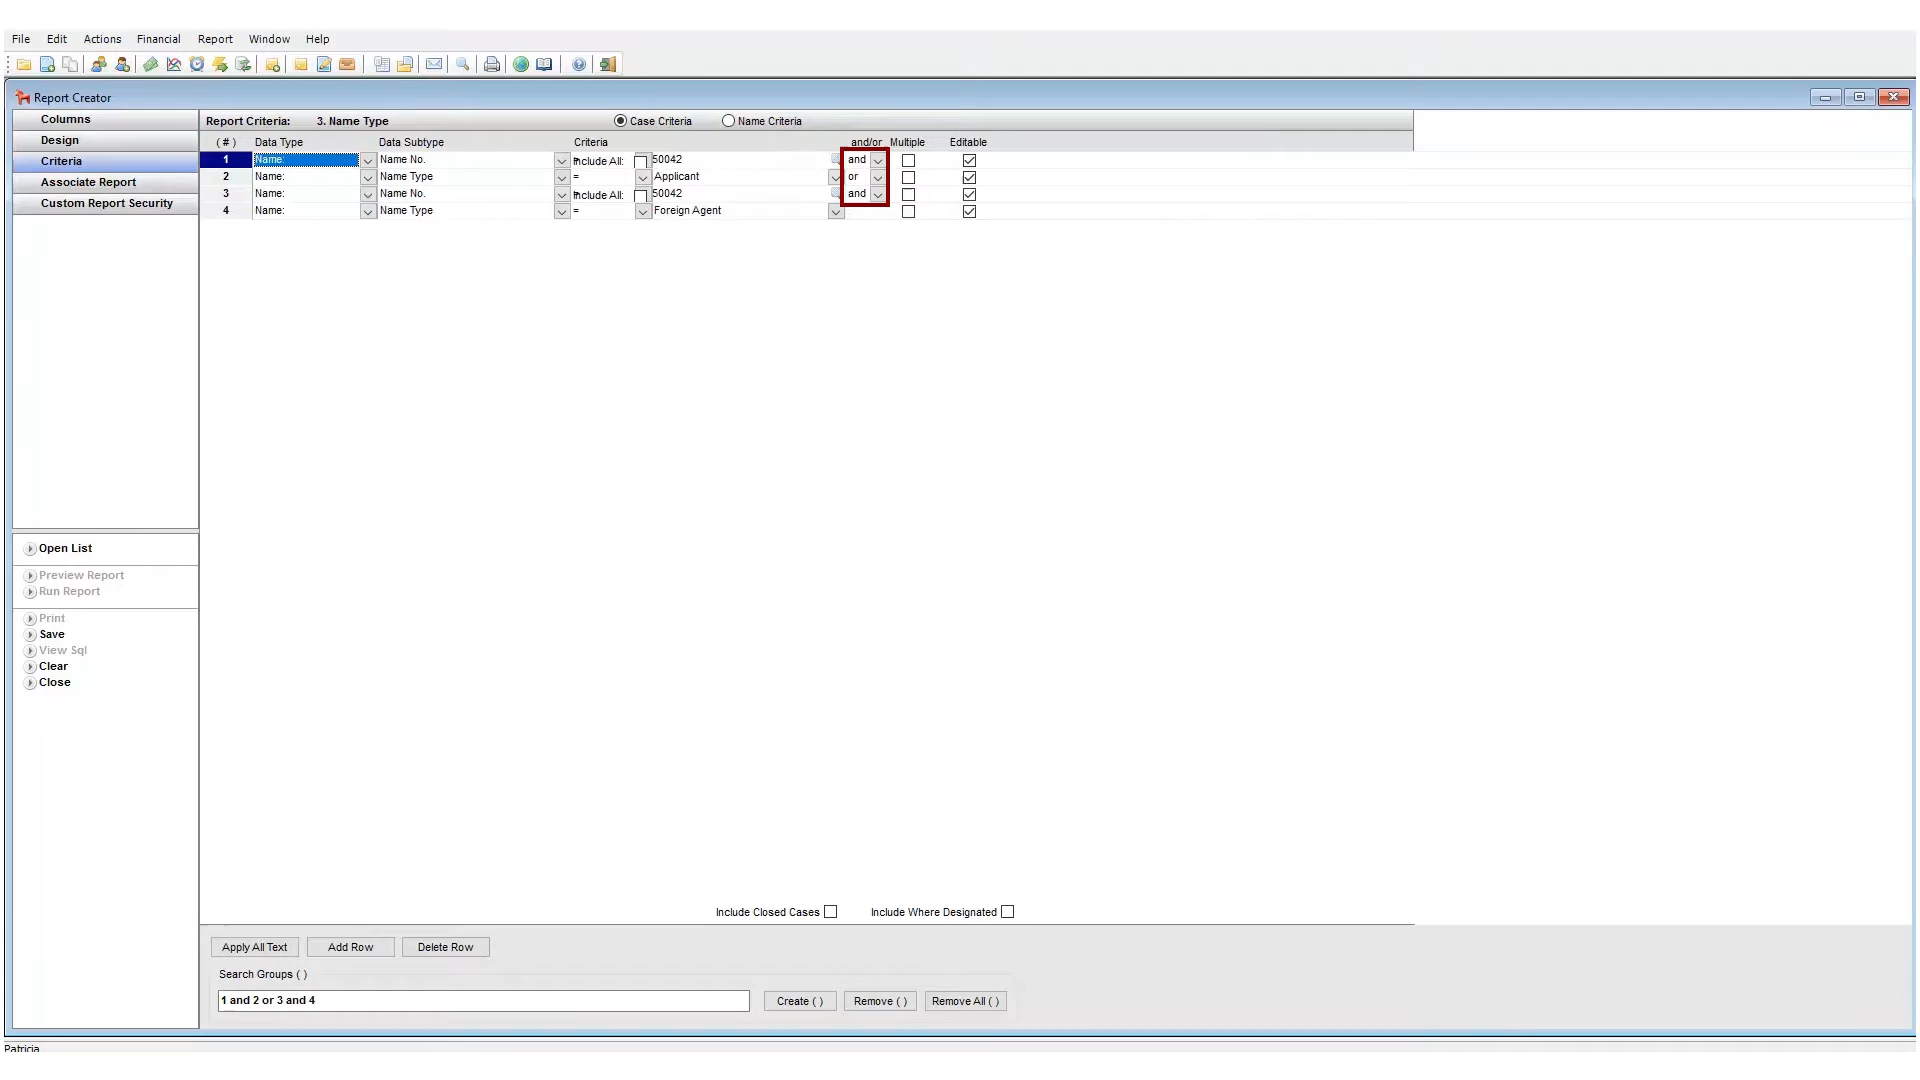 File Edit Actions Financial Report Window Help
Report Creator
Columns
Design
Criteria
Associate Report
Custom Report Security
Report Criteria: 3. Name Type Case Criteria Name Criteria
( # ) Data Type Data Subtype Criteria and/or Multiple Editable
1 Name: Name No. Include All: 50042 and
2 Name: Name Type = Applicant or
3 Name: Name No. Include All: 50042 and
4 Name: Name Type = Foreign Agent
Open List
Preview Report
Run Report
Print
Save
View Sql
Clear
Close
Include Closed Cases Include Where Designated
Apply All Text Add Row Delete Row
Search Groups ( )
1 and 2 or 3 and 4 Create ( ) Remove ( ) Remove All ( )
Patricia